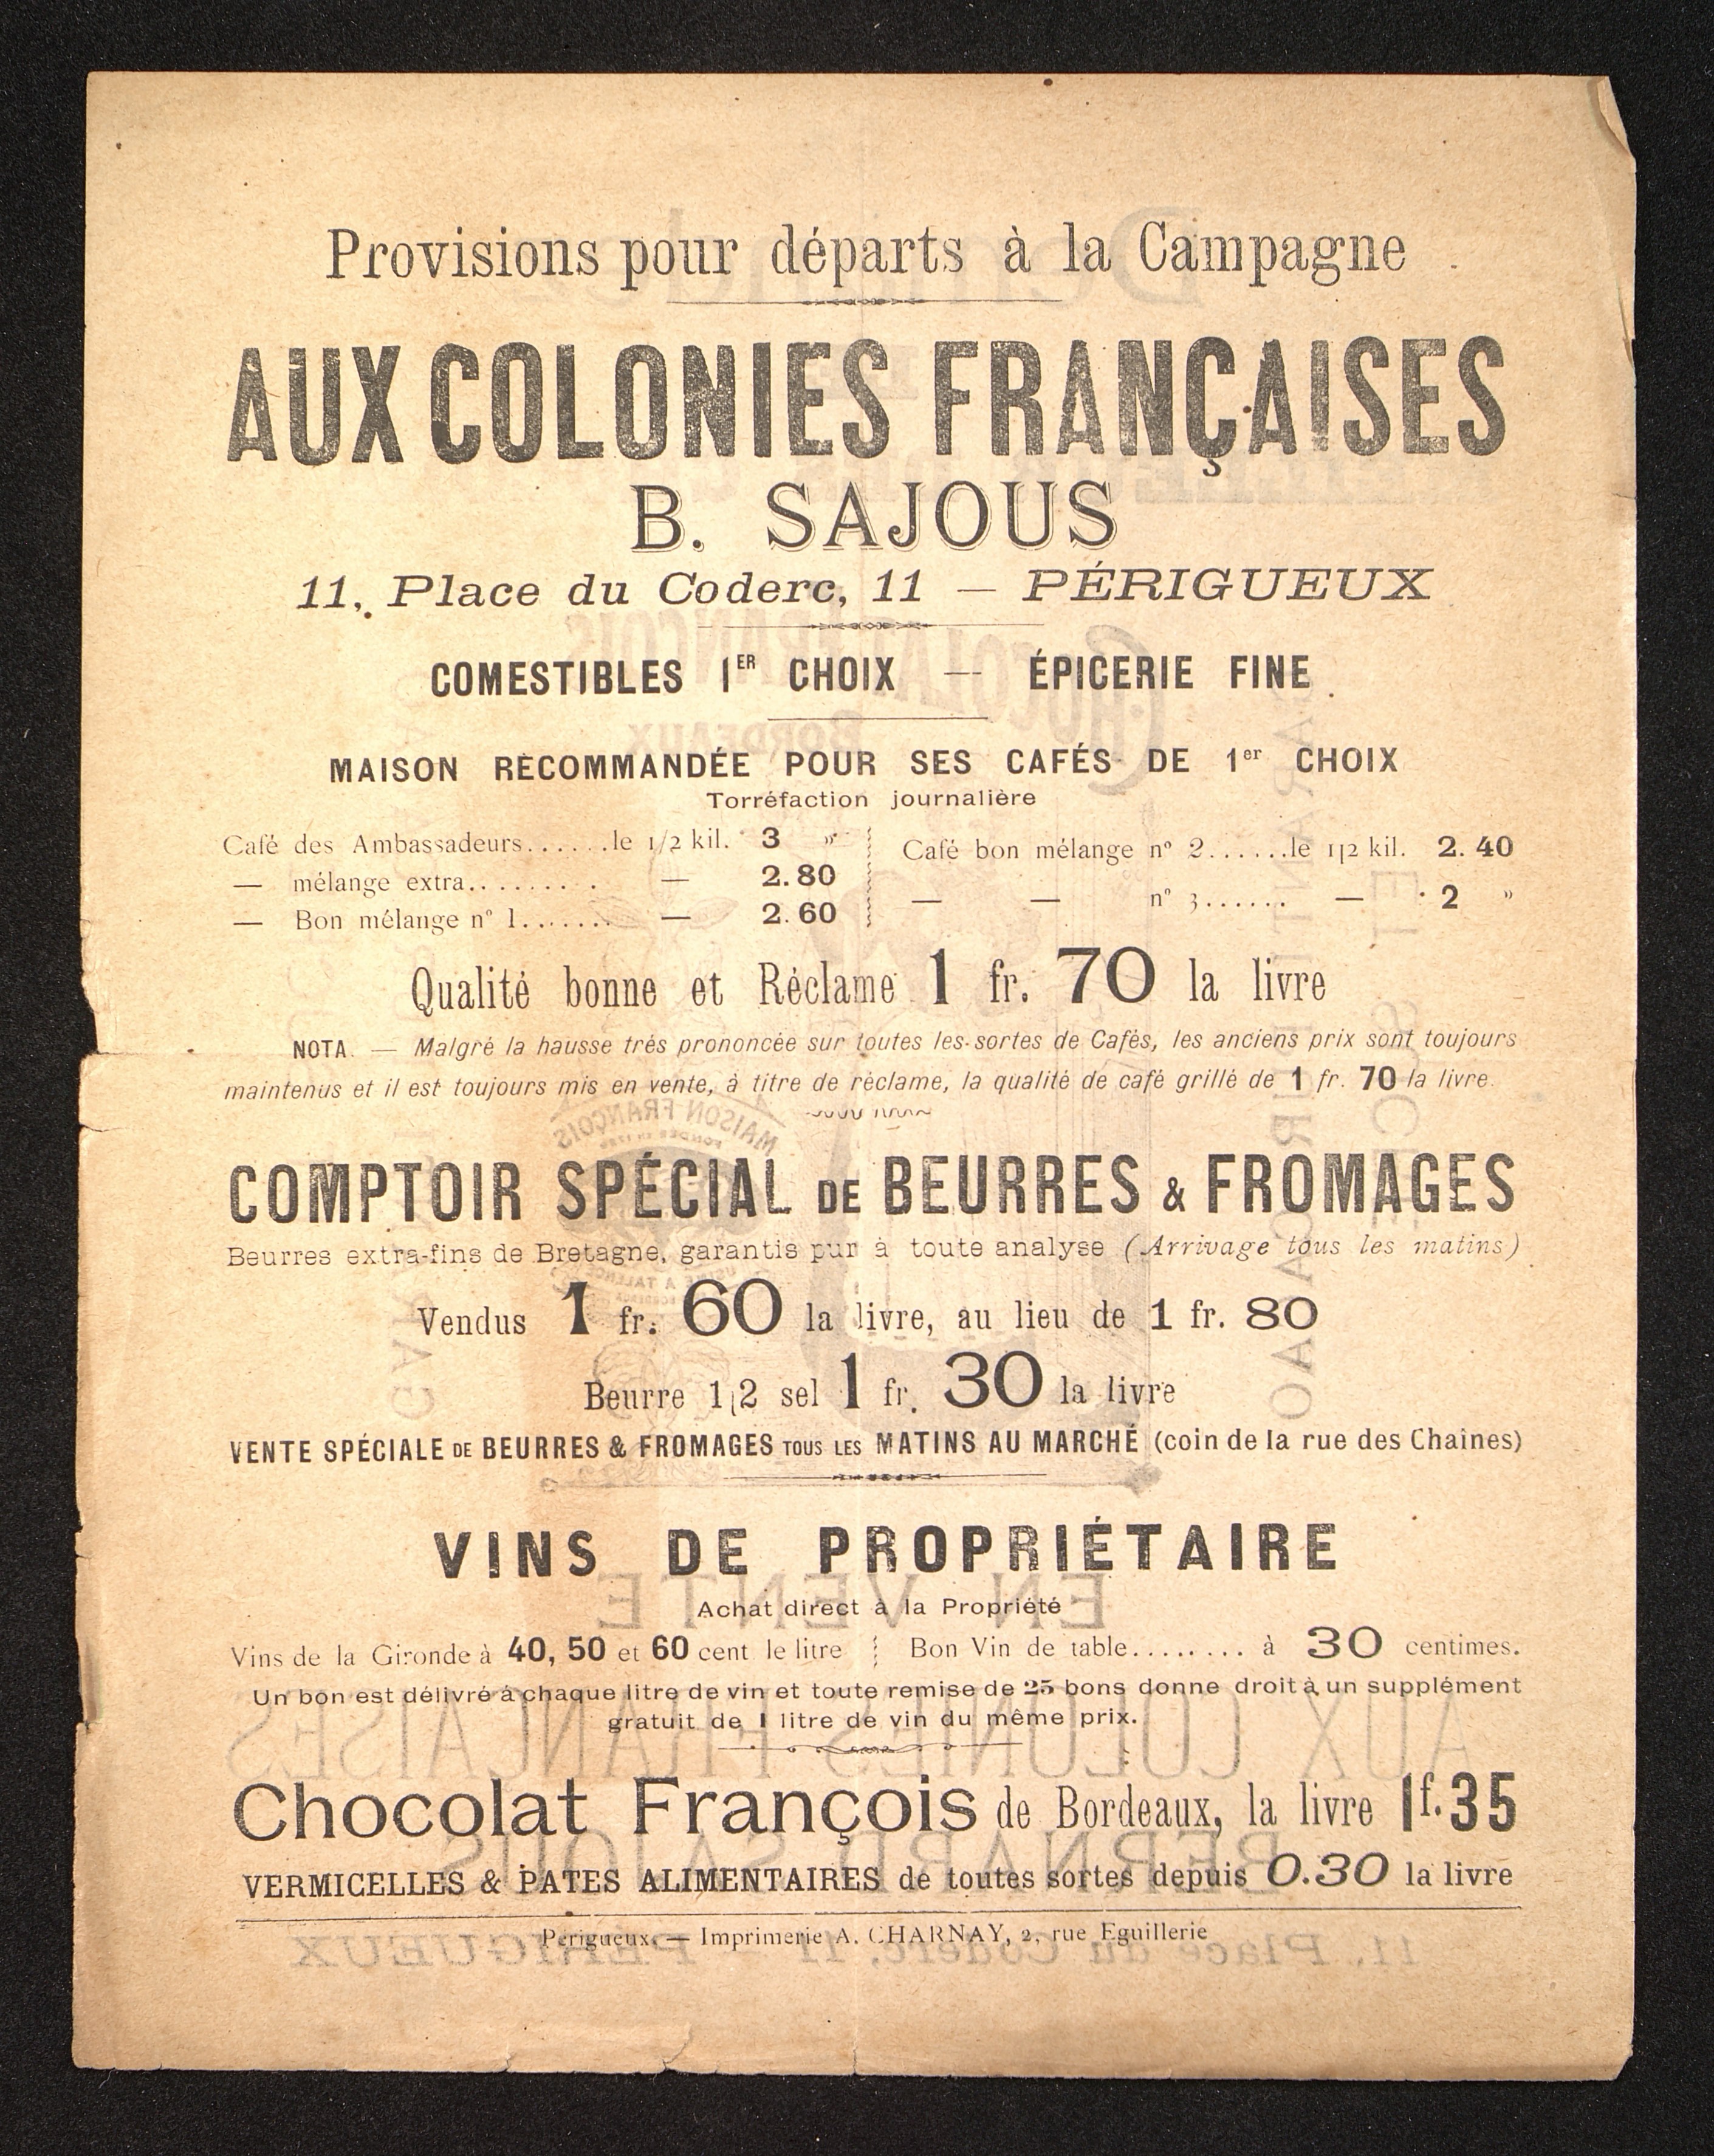 Provisions pour départs à la Campagne
AUX COLONIES FRANÇAISES
B. SAJOUS
11, Place du Coderc, 11 — PÉRIGUEUX
COMESTIBLES 1ER CHOIX — ÉPICERIE FINE
MAISON RECOMMANDÉE POUR SES CAFÉS DE 1er CHOIX
Torréfaction journalière
Café des Ambassadeurs......le 1/2 kil. 3 »
— mélange extra......... — 2.80
— Bon mélange n° 1....... — 2.60
Café bon mélange n° 2......le 1|2 kil. 2.40
— — n° 3...... — 2 »
Qualité bonne et Réclame 1 fr. 70 la livre
NOTA. — Malgré la hausse très prononcée sur toutes les sortes de Cafés, les anciens prix sont toujours
maintenus et il est toujours mis en vente, à titre de réclame, la qualité de café grillé de 1 fr. 70 la livre.
COMPTOIR SPÉCIAL DE BEURRES & FROMAGES
Beurres extra-fins de Bretagne, garantis pur à toute analyse (Arrivage tous les matins)
Vendus 1 fr. 60 la livre, au lieu de 1 fr. 80
Beurre 1|2 sel 1 fr. 30 la livre
VENTE SPÉCIALE DE BEURRES & FROMAGES TOUS LES MATINS AU MARCHÉ (coin de la rue des Chaînes)
VINS DE PROPRIÉTAIRE
Achat direct à la Propriété
Vins de la Gironde à 40, 50 et 60 cent le litre
Bon Vin de table......... à 30 centimes.
Un bon est délivré à chaque litre de vin et toute remise de 25 bons donne droit à un supplément
gratuit de 1 litre de vin du même prix.
Chocolat François de Bordeaux, la livre 1f.35
VERMICELLES & PATES ALIMENTAIRES de toutes sortes depuis 0.30 la livre
Périgueux. — Imprimerie A. CHARNAY, 2, rue Eguillerie